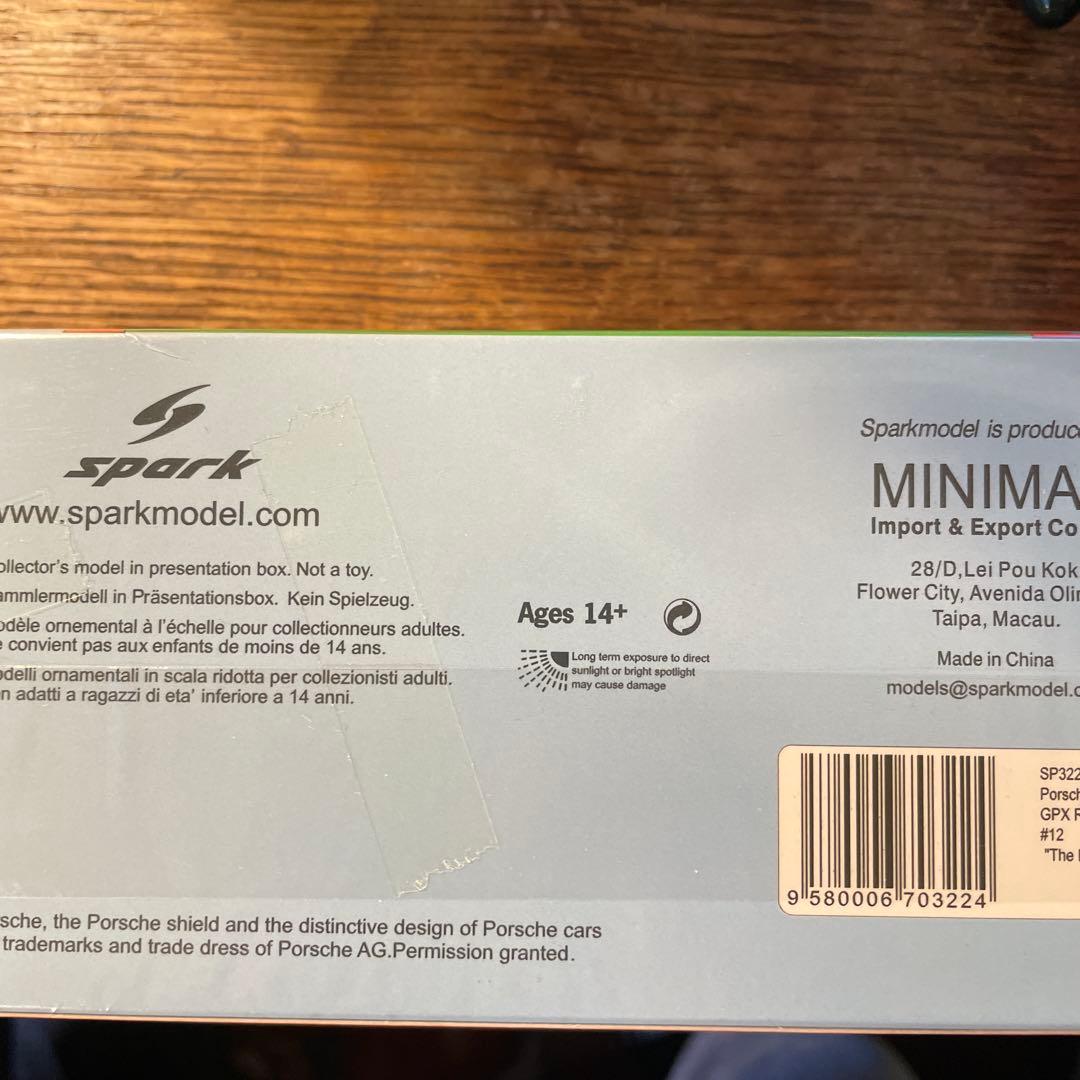 spark
www.sparkmodel.com
ollector's model in presentation box. Not a toy.
ammlermodell in Präsentationsbox. Kein Spielzeug.
odèle ornemental à l'échelle pour collectionneurs adultes.
e convient pas aux enfants de moins de 14 ans.
odelli ornamentali in scala ridotta per collezionisti adulti.
n adatti a ragazzi di eta' inferiore a 14 anni.
Ages 14+
Long term exposure to direct
sunlight or bright spotlight
may cause damage
Sparkmodel is produc
MINIMA
Import & Export Co
28/D,Lei Pou Kok
Flower City, Avenida Olim
Taipa, Macau.
Made in China
models@sparkmodel.c
SP322
Porsch
GPX R
#12
"The
9 580006 703224
sche, the Porsche shield and the distinctive design of Porsche cars
trademarks and trade dress of Porsche AG.Permission granted.